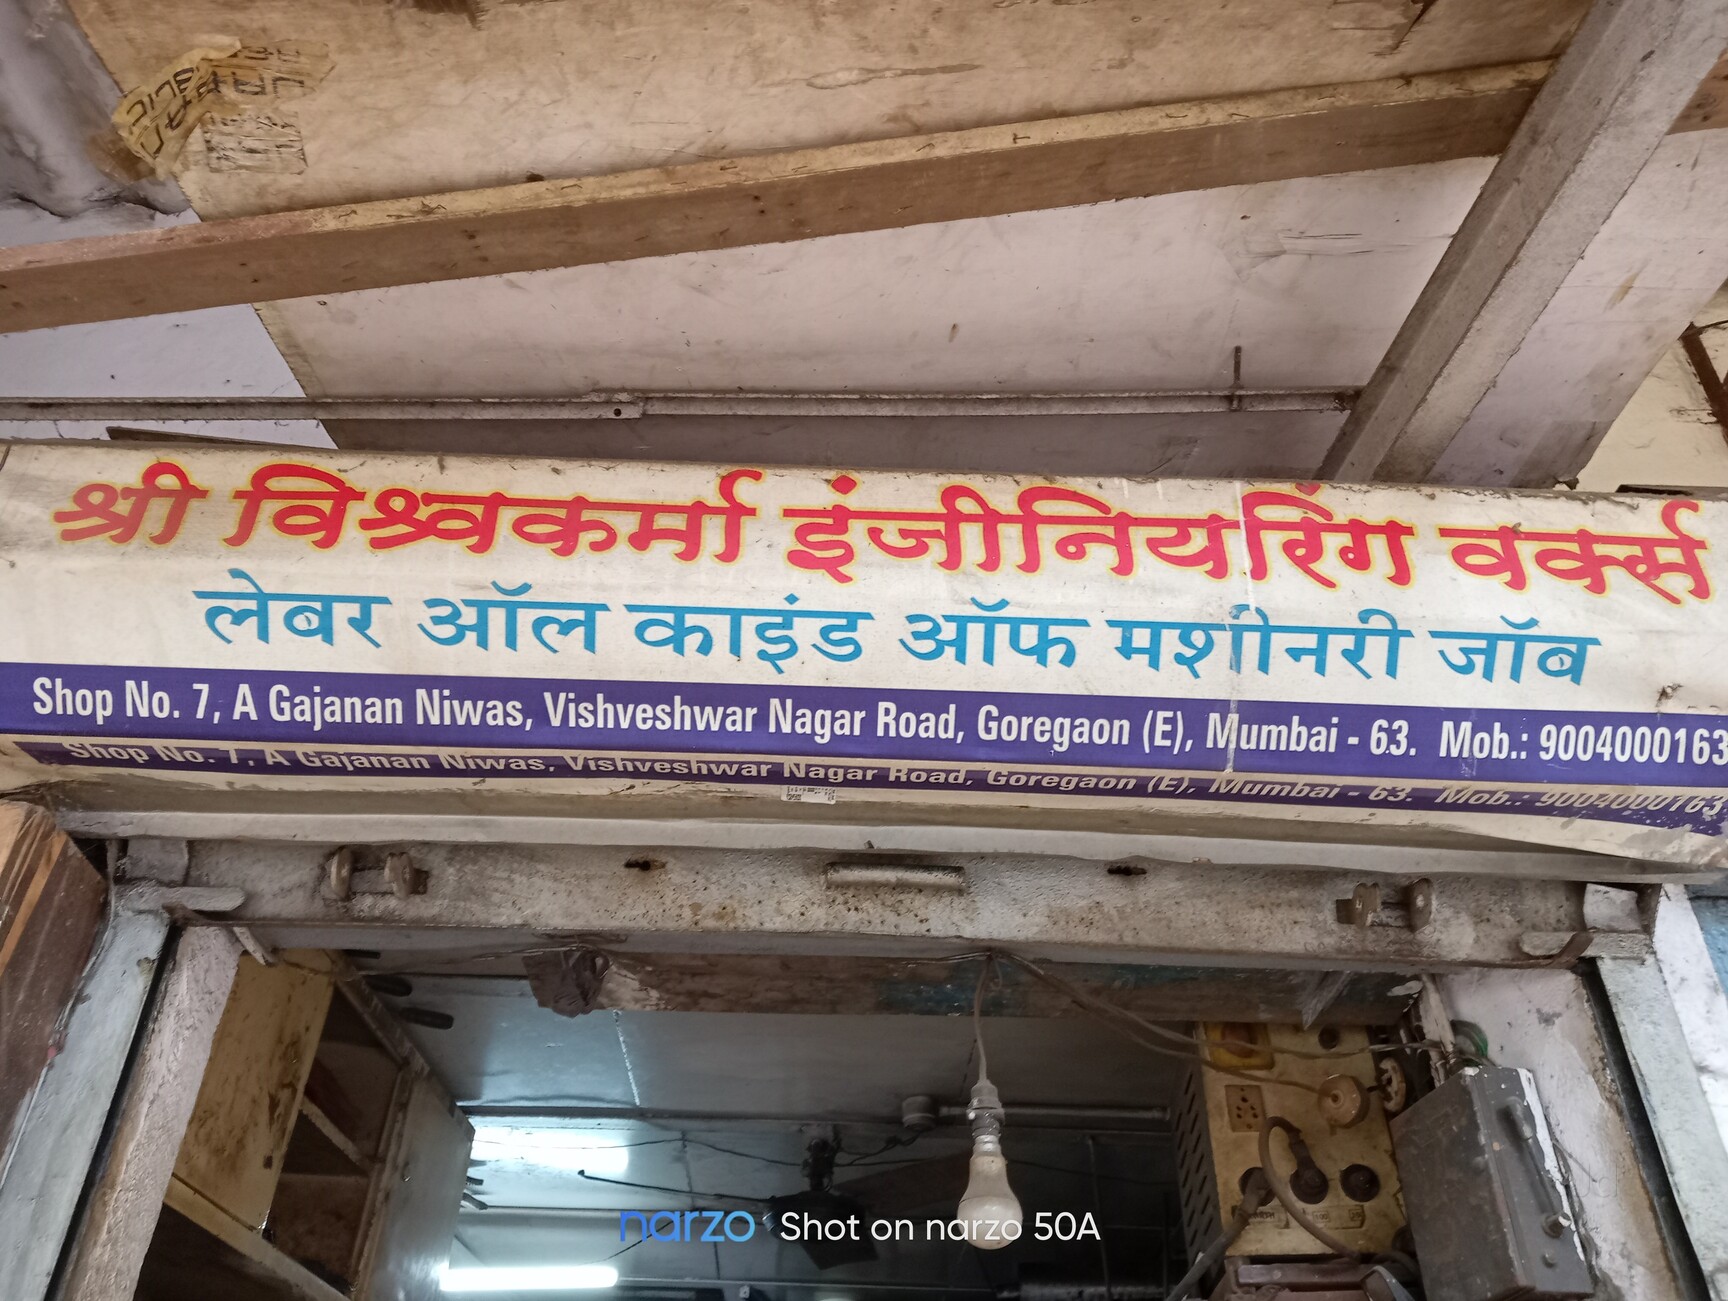 श्री विश्र्वकर्मा इंजीनियरिंग वर्क्स
लेबर ऑल काइंड ऑफ मशीनरी जॉब
Shop No. 7, A Gajanan Niwas, Vishveshwar Nagar Road, Goregaon (E), Mumbai - 63. Mob.: 9004000163
Shop No. 7, A Gajanan Niwas, Vishveshwar Nagar Road, Goregaon (E), Mumbai - 63. Mob.: 9004000163
narzo Shot on narzo 50A